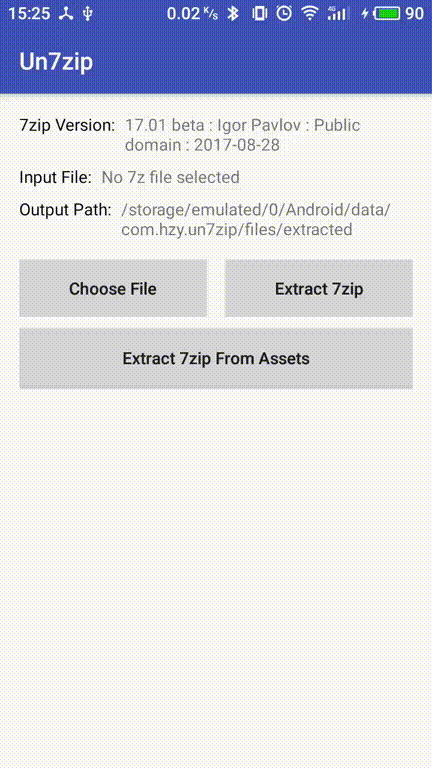 15:25 0.02 K/s 4G 90
Un7zip
7zip Version: 17.01 beta : Igor Pavlov : Public
domain : 2017-08-28
Input File: No 7z file selected
Output Path: /storage/emulated/0/Android/data/
com.hzy.un7zip/files/extracted
Choose File Extract 7zip
Extract 7zip From Assets